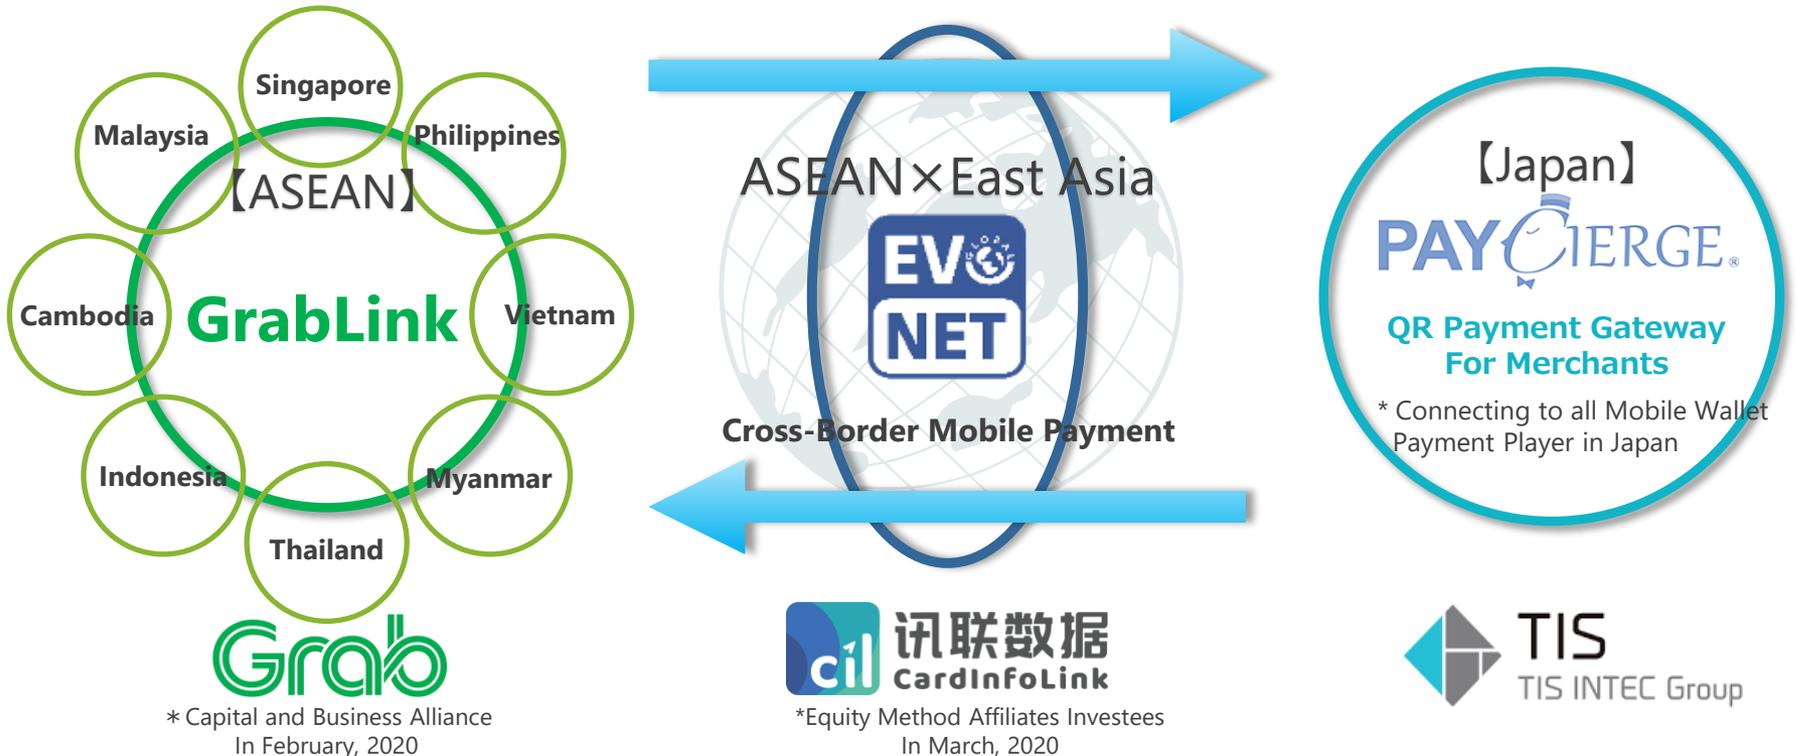 Singapore
Malaysia
Philippines
【ASEAN】
Cambodia
GrabLink
Vietnam
Indonesia
Myanmar
Thailand
Grab
＊Capital and Business Alliance
In February, 2020
ASEAN×East Asia
EVO
GLOBAL
NET
Cross-Border Mobile Payment
cil
讯联数据
CardInfoLink
*Equity Method Affiliates Investees
In March, 2020
【Japan】
PAYCIERGE®
QR Payment Gateway
For Merchants
* Connecting to all Mobile Wallet
Payment Player in Japan
TIS
TIS INTEC Group